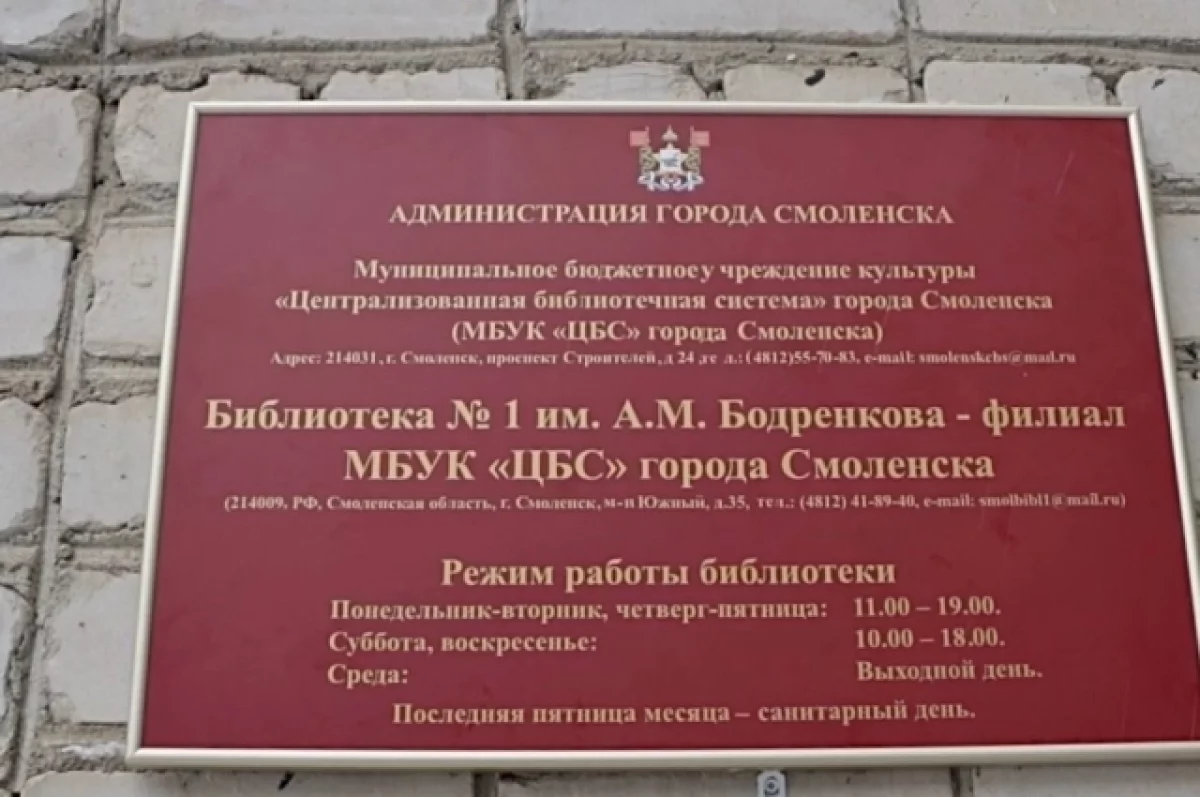 АДМИНИСТРАЦИЯ ГОРОДА СМОЛЕНСКА
Муниципальное бюджетноеу чреждение культуры
«Централизованная библиотечная система» города Смоленска
(МБУК «ЦБС» города Смоленска)
Адрес: 214031, г. Смоленск, проспект Строителей, д 24 ,те л.: (4812)55-70-83, e-mail: smolenskcbs@mail.ru
Библиотека № 1 им. А.М. Бодренкова - филиал
МБУК «ЦБС» города Смоленска
(214009, РФ, Смоленская область, г. Смоленск, м-н Южный, д.35, тел.: (4812) 41-89-40, e-mail: smolbibl1@mail.ru)
Режим работы библиотеки
Понедельник-вторник, четверг-пятница: 11.00 – 19.00.
Суббота, воскресенье: 10.00 – 18.00.
Среда: Выходной день.
Последняя пятница месяца – санитарный день.